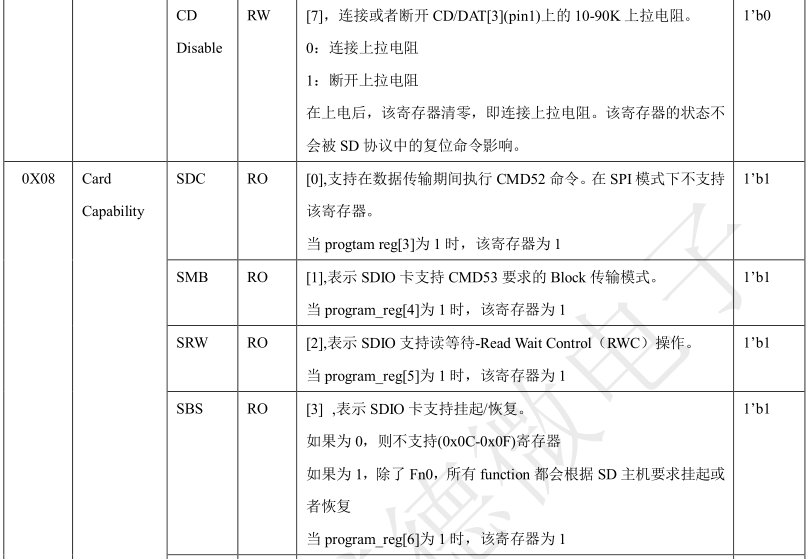 CD RW [7]，连接或者断开 CD/DAT[3](pin1)上的 10-90K 上拉电阻。 1’b0
Disable 0：连接上拉电阻
1：断开上拉电阻
在上电后，该寄存器清零，即连接上拉电阻。该寄存器的状态不
会被 SD 协议中的复位命令影响。
0X08 Card SDC RO [0],支持在数据传输期间执行 CMD52 命令。在 SPI 模式下不支持 1’b1
Capability 该寄存器。
当 progtam reg[3]为 1 时，该寄存器为 1
SMB RO [1],表示 SDIO 卡支持 CMD53 要求的 Block 传输模式。 1’b1
当 program_reg[4]为 1 时，该寄存器为 1
SRW RO [2],表示 SDIO 支持读等待-Read Wait Control（RWC）操作。 1’b1
当 program_reg[5]为 1 时，该寄存器为 1
SBS RO [3] ,表示 SDIO 卡支持挂起/恢复。 1’b1
如果为 0，则不支持(0x0C-0x0F)寄存器
如果为 1，除了 Fn0，所有 function 都会根据 SD 主机要求挂起或
者恢复
当 program_reg[6]为 1 时，该寄存器为 1
德微电子